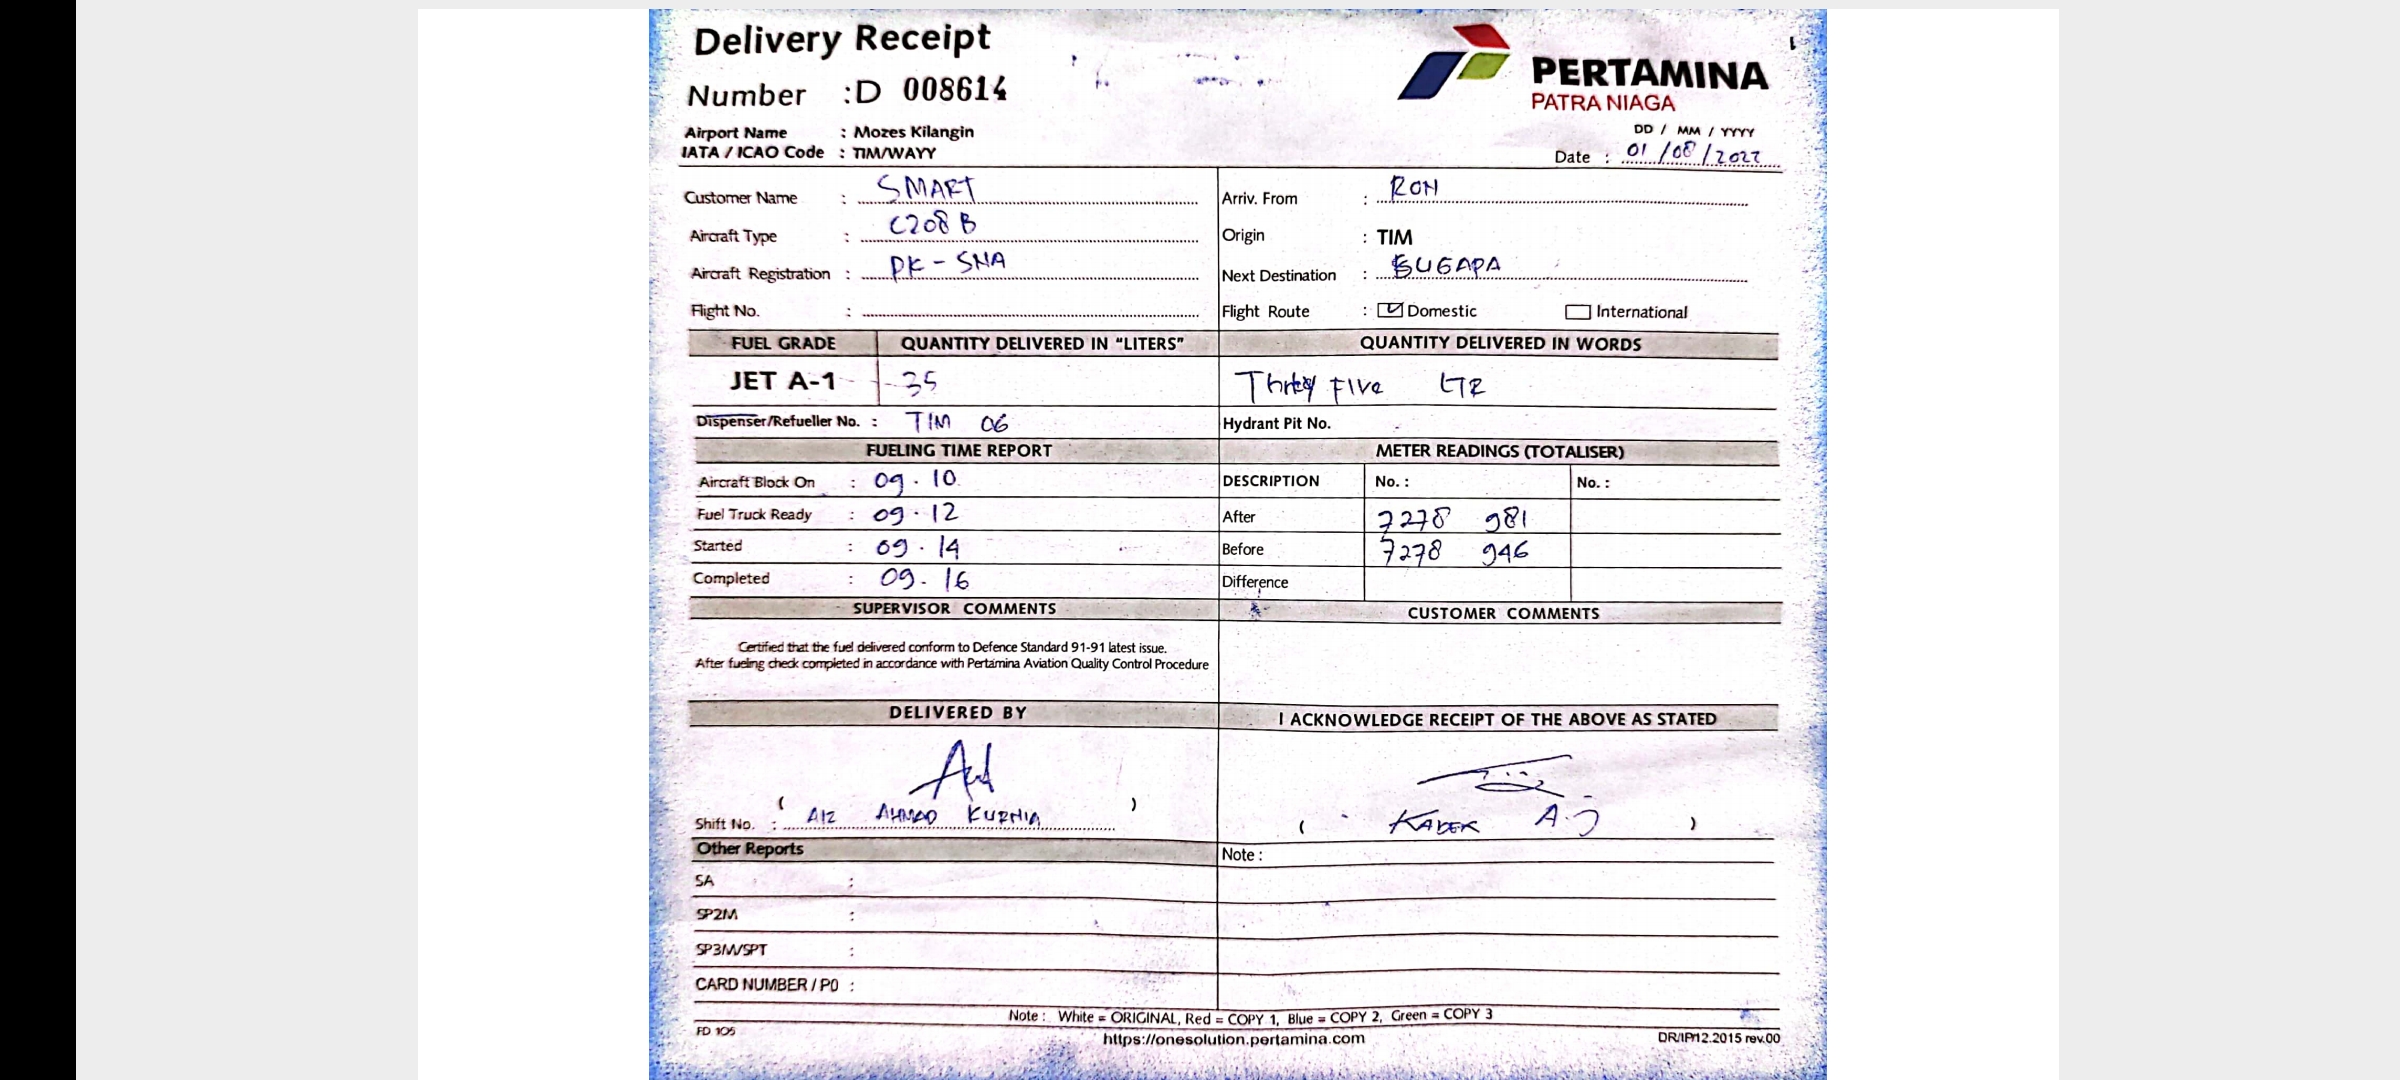 Delivery Receipt
Number :D 008614
PERTAMINA
PATRA NIAGA
Airport Name : Mozes Kilangin
IATA / ICAO Code : TIM/WAYY
DD / MM / YYYY
Date : 01 / 08 / 2022
Customer Name : SMART
Arriv. From : RON
Aircraft Type : C208 B
Origin : TIM
Aircraft Registration : PK - SNA
Next Destination : SUGAPA
Flight No. :
Flight Route : Domestic International
FUEL GRADE QUANTITY DELIVERED IN “LITERS” QUANTITY DELIVERED IN WORDS
JET A-1 35 Thrty Five LTR
Dispenser/Refueller No. : TIM 06 Hydrant Pit No. -
FUELING TIME REPORT METER READINGS (TOTALISER)
Aircraft Block On : 09.10 DESCRIPTION No. : No. :
Fuel Truck Ready : 09.12 After 7278 981
Started : 09.14 Before 7278 946
Completed : 09.16 Difference
SUPERVISOR COMMENTS CUSTOMER COMMENTS
Certified that the fuel delivered conform to Defence Standard 91-91 latest issue.
After fueling check completed in accordance with Pertamina Aviation Quality Control Procedure
DELIVERED BY I ACKNOWLEDGE RECEIPT OF THE ABOVE AS STATED
( )
Shift No. : AHMAD KURNIA
( KADEK A.J )
Other Reports Note :
SA :
SP2M :
SP3M/SPT :
CARD NUMBER / PO :
Note : White = ORIGINAL, Red = COPY 1, Blue = COPY 2, Green = COPY 3
FD 105
https://onesolution.pertamina.com
DR/IP/12.2015 rev.00